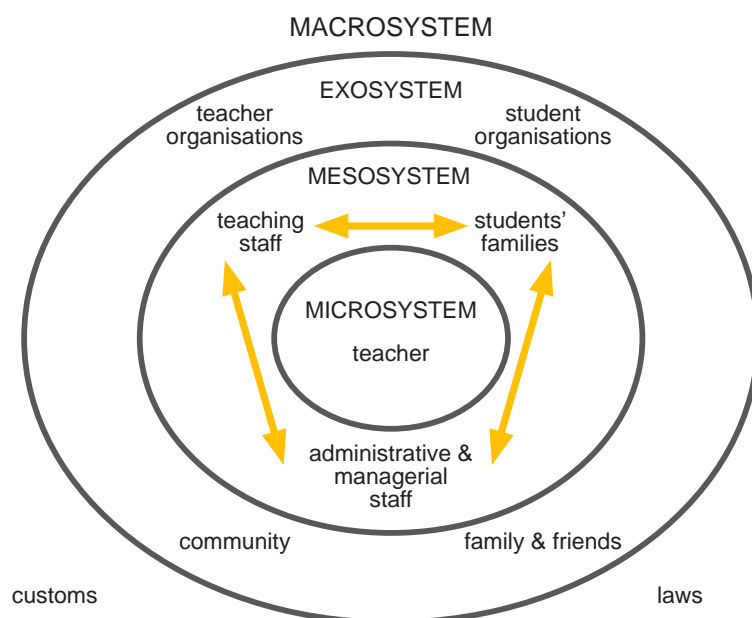 MACROSYSTEM
EXOSYSTEM
teacher
organisations
student
organisations
MESOSYSTEM
teaching
staff
students’
families
MICROSYSTEM
teacher
administrative &
managerial
staff
community
family & friends
customs
laws